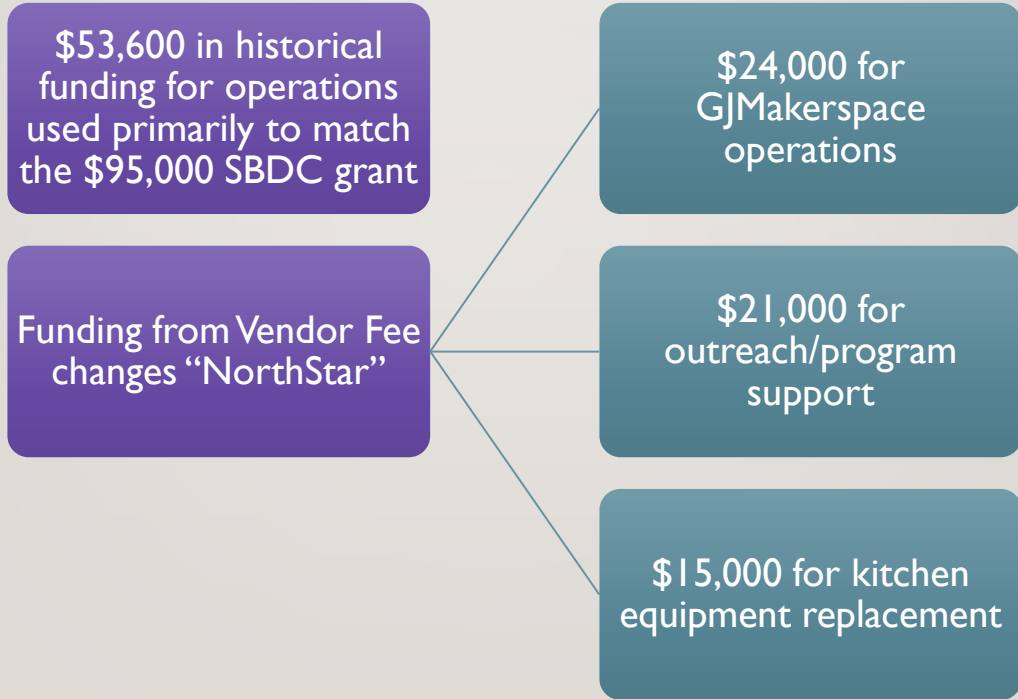 $53,600 in historical
funding for operations
used primarily to match
the $95,000 SBDC grant
Funding from Vendor Fee
changes “NorthStar”
$24,000 for
GJMakerspace
operations
$21,000 for
outreach/program
support
$15,000 for kitchen
equipment replacement